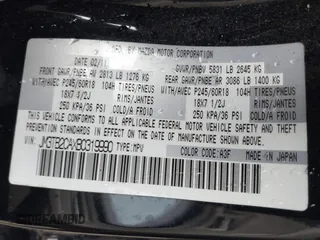 MFD. BY MAZDA MOTOR CORPORATION
DATE 02/11 GVWR/PNBV 5831 LB 2645 KG
FRONT GAWR/PNBE AV 2813 LB 1276 KG REAR GAWR/PNBE AR 3086 LB 1400 KG
WITH/AVEC P245/60R18 104H TIRES/PNEUS WITH/AVEC P245/60R18 104H TIRES/PNEUS
18X7 1/2J RIMS/JANTES 18X7 1/2J RIMS/JANTES
250 KPA/36 PSI COLD/A FROID 250 KPA/36 PSI COLD/A FROID
THIS VEHICLE CONFORMS TO ALL APPLICABLE FEDERAL MOTOR VEHICLE SAFETY AND THEFT PREVENTION STANDARDS IN EFFECT ON THE DATE OF MANUFACTURE SHOWN ABOVE.
VIN: TYPE: MPV
COLOR: A3F MADE IN JAPAN